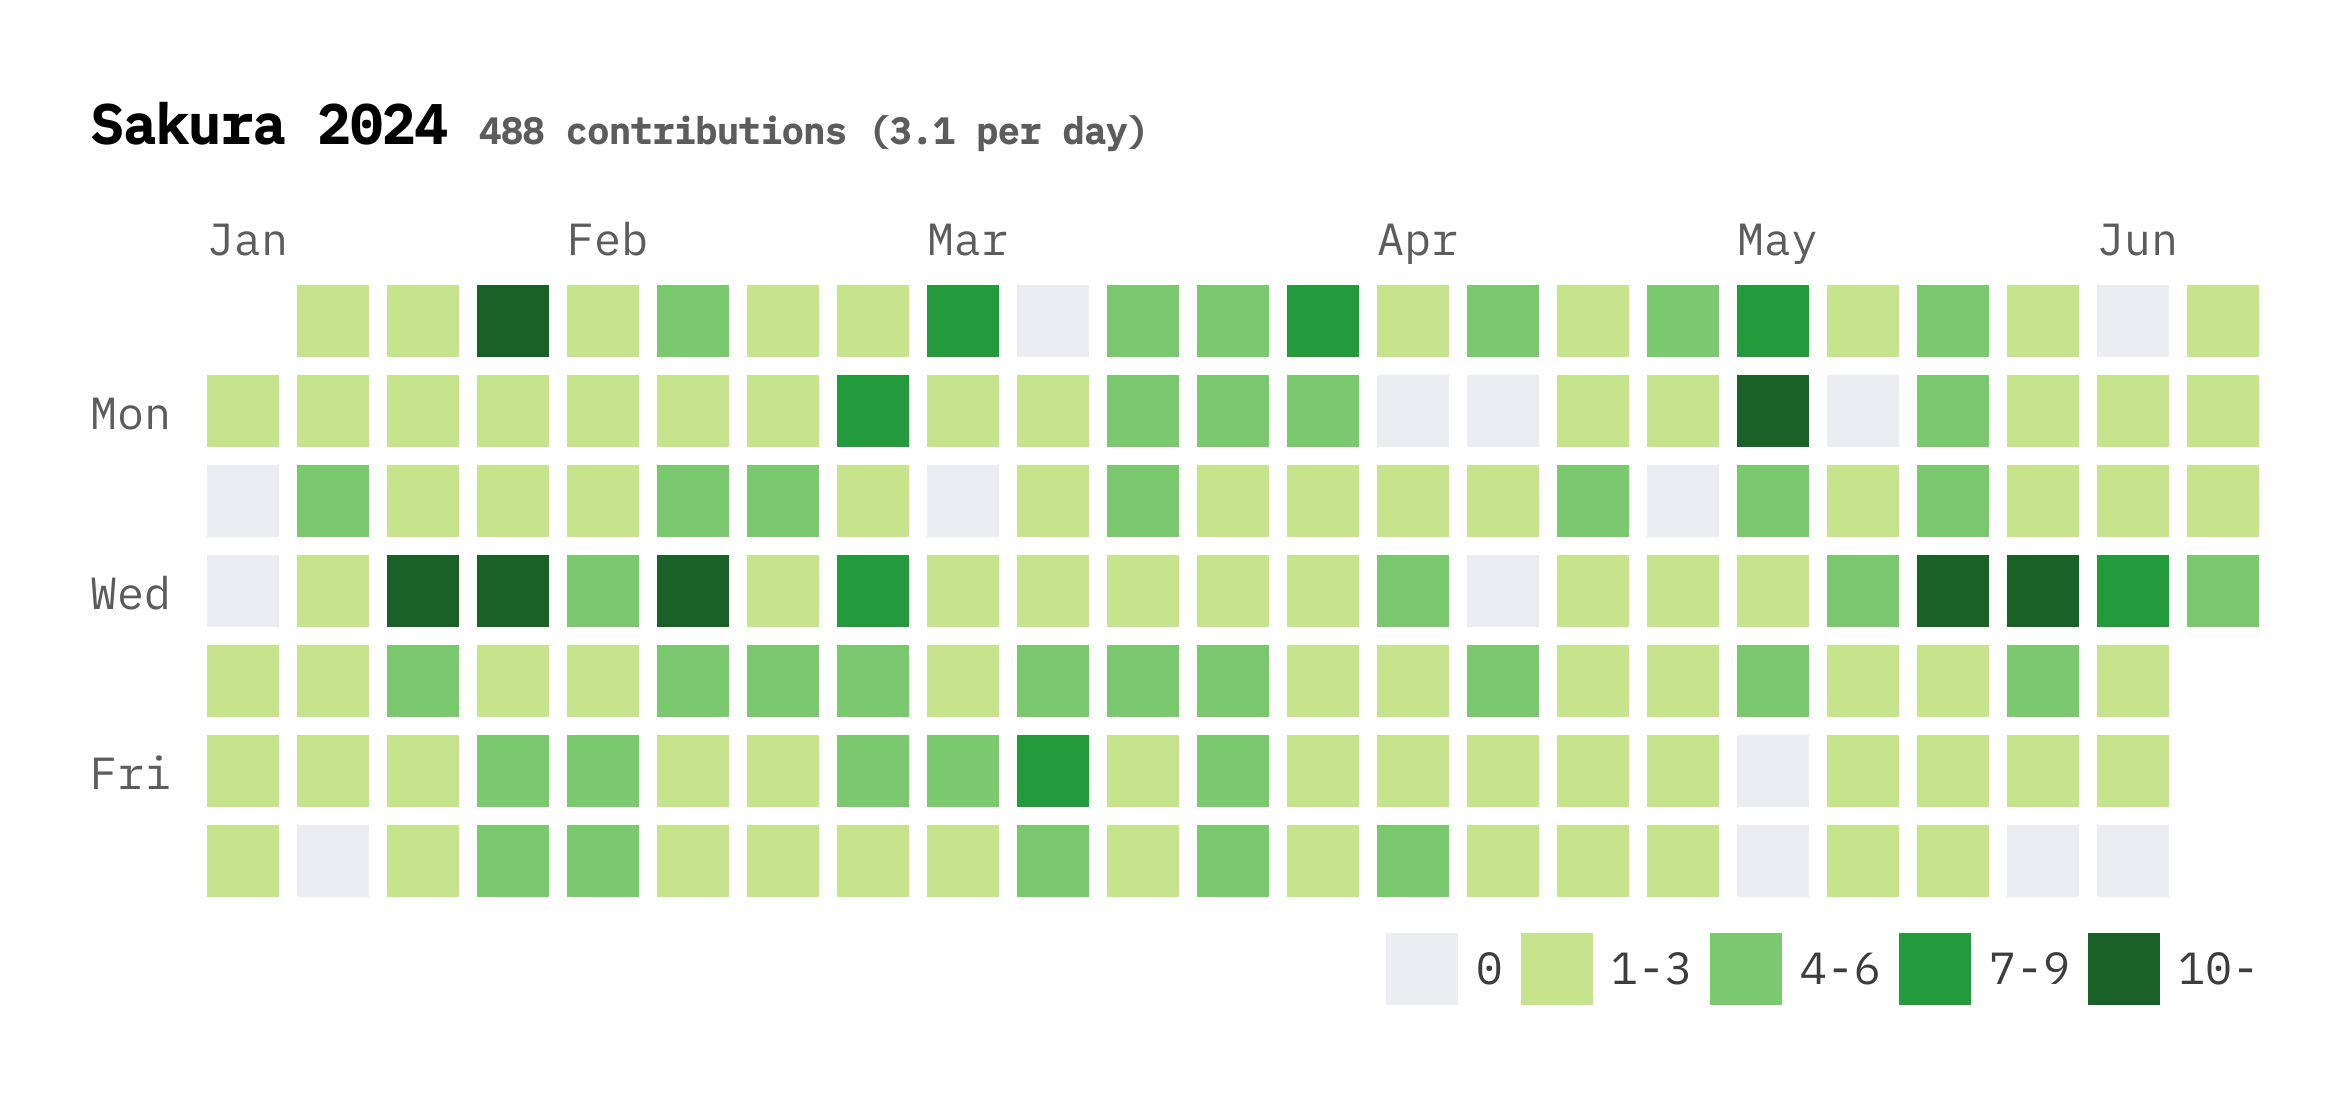 Sakura 2024 488 contributions (3.1 per day)
Jan Feb Mar Apr May Jun
Mon
Wed
Fri
0 1-3 4-6 7-9 10-